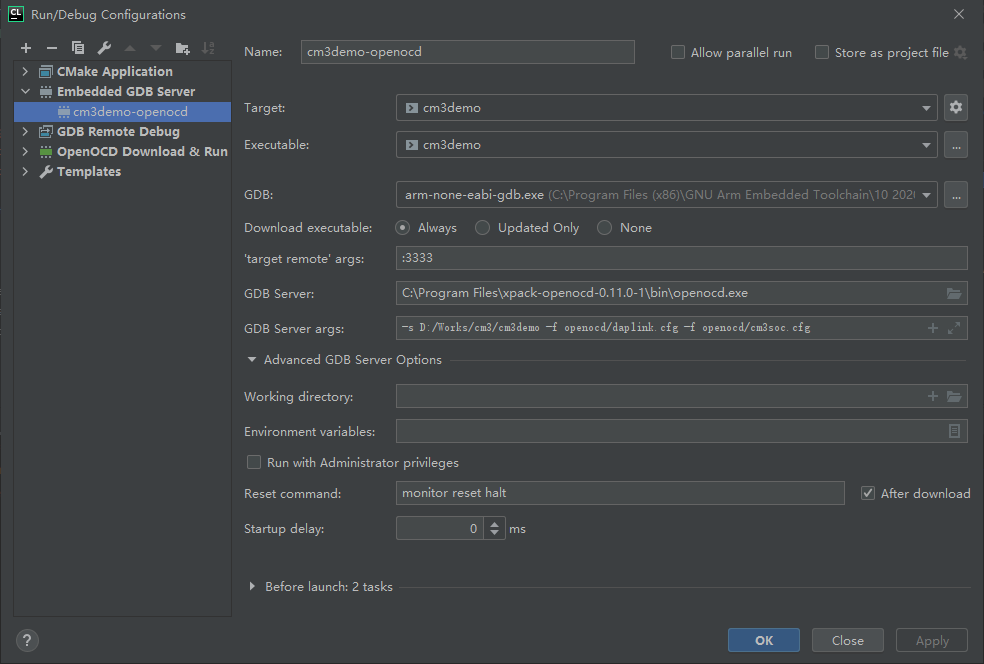 CL Run/Debug Configurations
Name: cm3demo-openocd Allow parallel run Store as project file
CMake Application
Embedded GDB Server
cm3demo-openocd
GDB Remote Debug
OpenOCD Download & Run
Templates
Target: cm3demo
Executable: cm3demo ...
GDB: arm-none-eabi-gdb.exe (C:\Program Files (x86)\GNU Arm Embedded Toolchain\10 ...
Download executable: Always Updated Only None
'target remote' args: :3333
GDB Server: C:\Program Files\xpack-openocd-0.11.0-1\bin\openocd.exe
GDB Server args: -s D:/Works/cm3/cm3demo -f openocd/daplink.cfg -f openocd/cm3soc.cfg
Advanced GDB Server Options
Working directory:
Environment variables:
Run with Administrator privileges
Reset command: monitor reset halt After download
Startup delay: 0 ms
Before launch: 2 tasks
? OK Close Apply